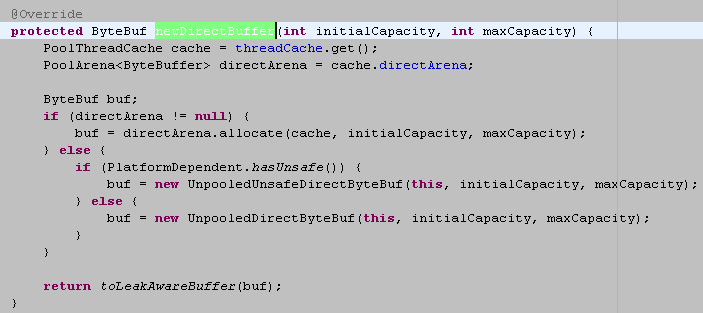 @Override
protected ByteBuf newDirectBuffer(int initialCapacity, int maxCapacity) {
    PoolThreadCache cache = threadCache.get();
    PoolArena<ByteBuffer> directArena = cache.directArena;

    ByteBuf buf;
    if (directArena != null) {
        buf = directArena.allocate(cache, initialCapacity, maxCapacity);
    } else {
        if (PlatformDependent.hasUnsafe()) {
            buf = new UnpooledUnsafeDirectByteBuf(this, initialCapacity, maxCapacity);
        } else {
            buf = new UnpooledDirectByteBuf(this, initialCapacity, maxCapacity);
        }
    }

    return toLeakAwareBuffer(buf);
}